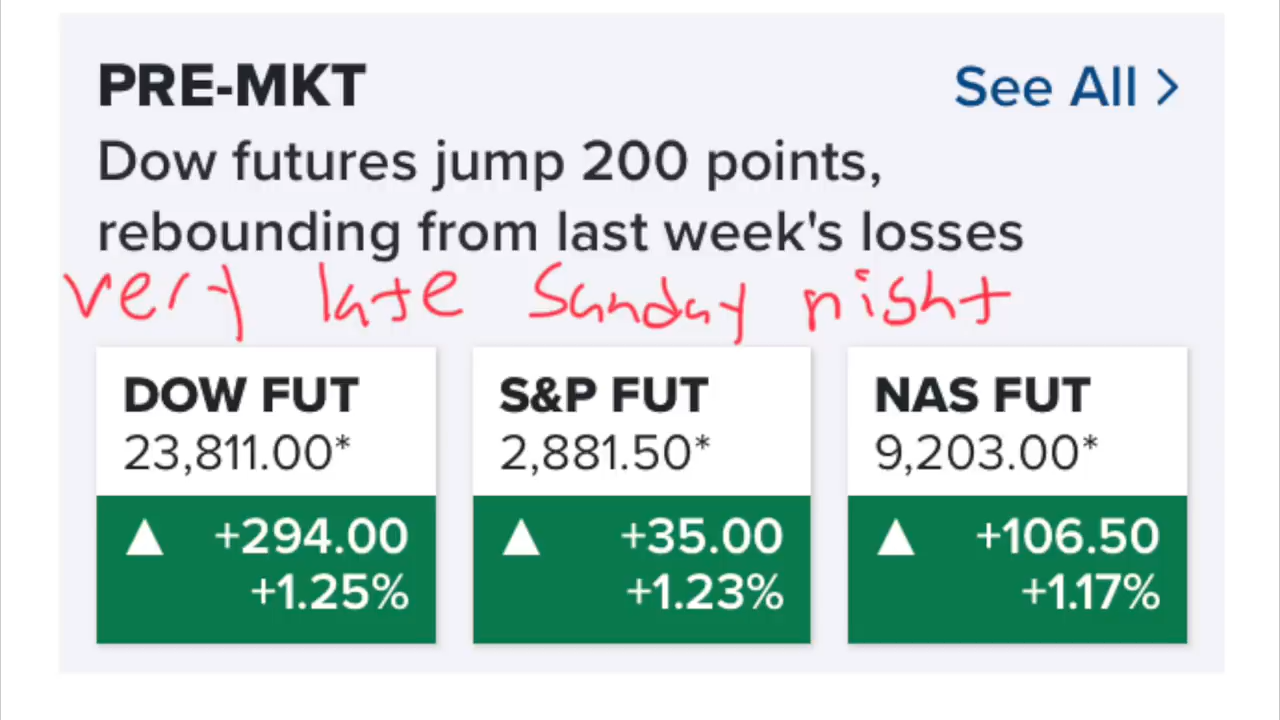 PRE-MKT
See All >
Dow futures jump 200 points,
rebounding from last week's losses
very late Sunday night
DOW FUT
23,811.00*
▲ +294.00
+1.25%
S&P FUT
2,881.50*
▲ +35.00
+1.23%
NAS FUT
9,203.00*
▲ +106.50
+1.17%